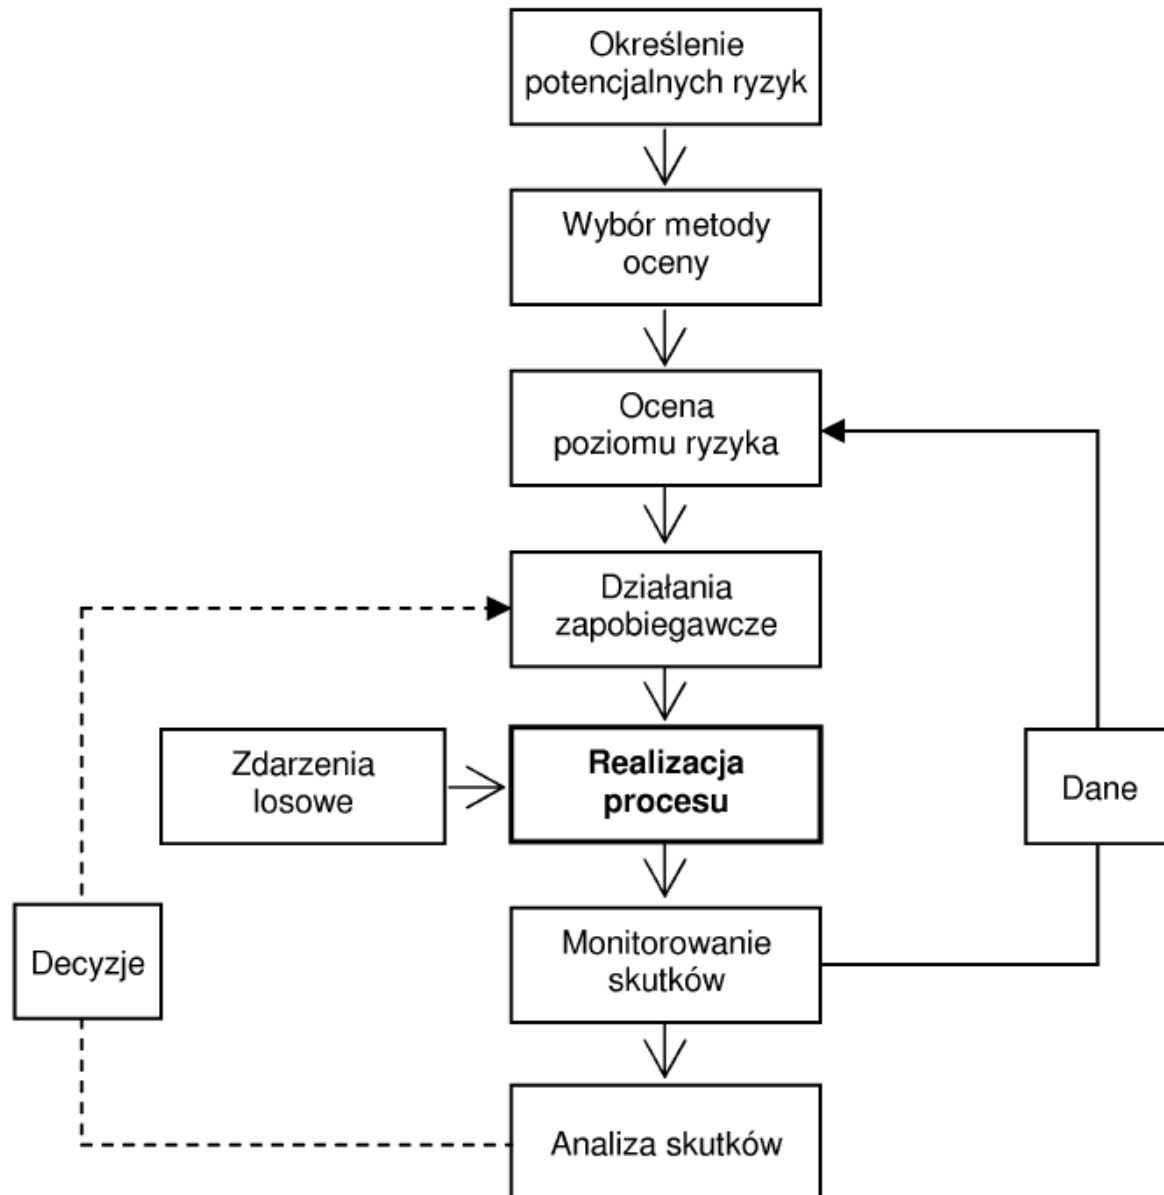 Określenie
potencjalnych ryzyk
Wybór metody
oceny
Ocena
poziomu ryzyka
Działania
zapobiegawcze
Zdarzenia
losowe
Realizacja
procesu
Dane
Decyzje
Monitorowanie
skutków
Analiza skutków